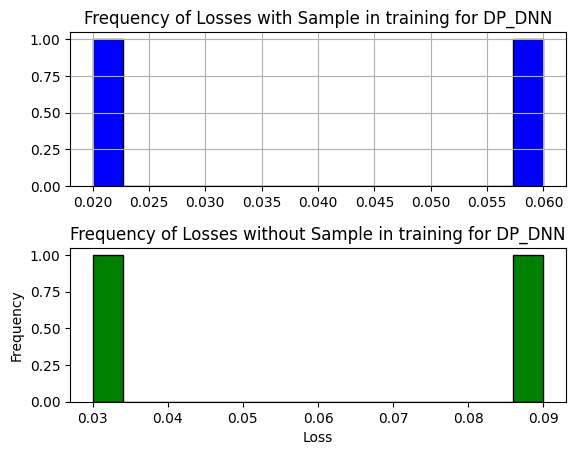 Frequency of Losses with Sample in training for DP_DNN
1.00
0.75
0.50
0.25
0.00
0.020 0.025 0.030 0.035 0.040 0.045 0.050 0.055 0.060
Frequency of Losses without Sample in training for DP_DNN
1.00
0.75
0.50
0.25
0.00
Frequency
0.03 0.04 0.05 0.06 0.07 0.08 0.09
Loss